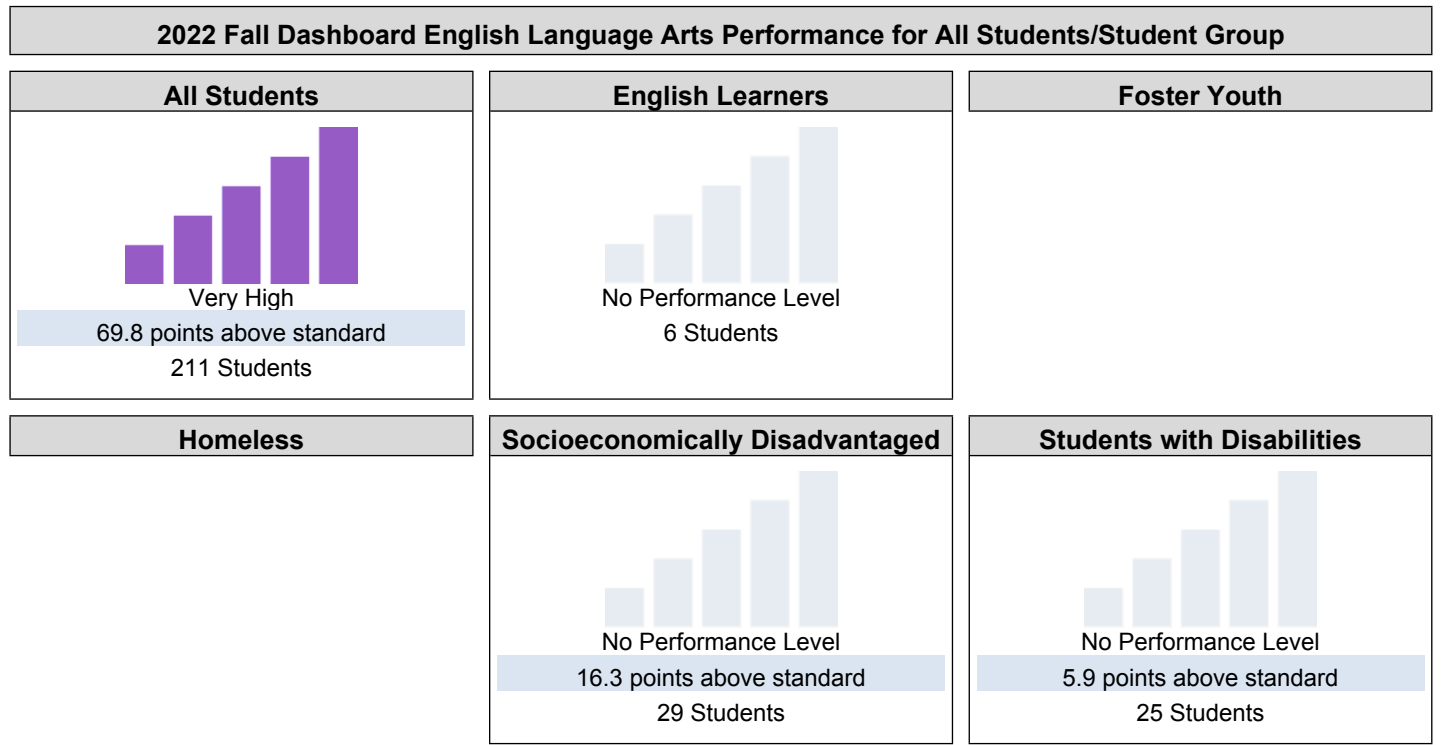 2022 Fall Dashboard English Language Arts Performance for All Students/Student Group
All Students
Very High
69.8 points above standard
211 Students
English Learners
No Performance Level
6 Students
Foster Youth
Homeless
Socioeconomically Disadvantaged
No Performance Level
16.3 points above standard
29 Students
Students with Disabilities
No Performance Level
5.9 points above standard
25 Students